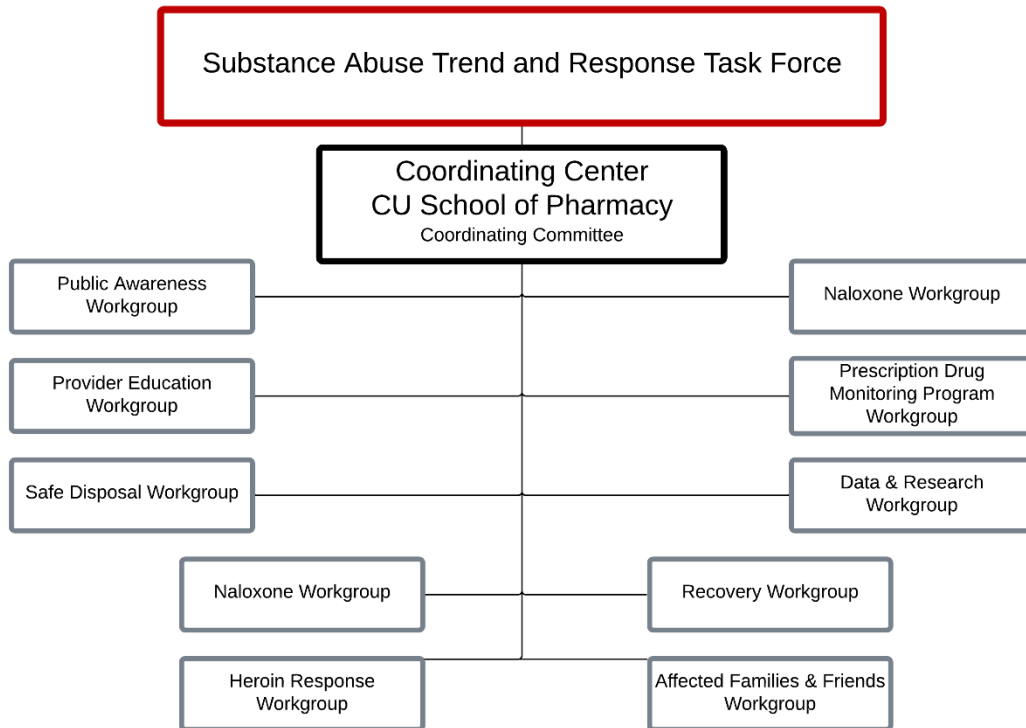 Substance Abuse Trend and Response Task Force
Coordinating Center
CU School of Pharmacy
Coordinating Committee
Public Awareness
Workgroup
Naloxone Workgroup
Provider Education
Workgroup
Prescription Drug
Monitoring Program
Workgroup
Safe Disposal Workgroup
Data & Research
Workgroup
Naloxone Workgroup
Recovery Workgroup
Heroin Response
Workgroup
Affected Families & Friends
Workgroup